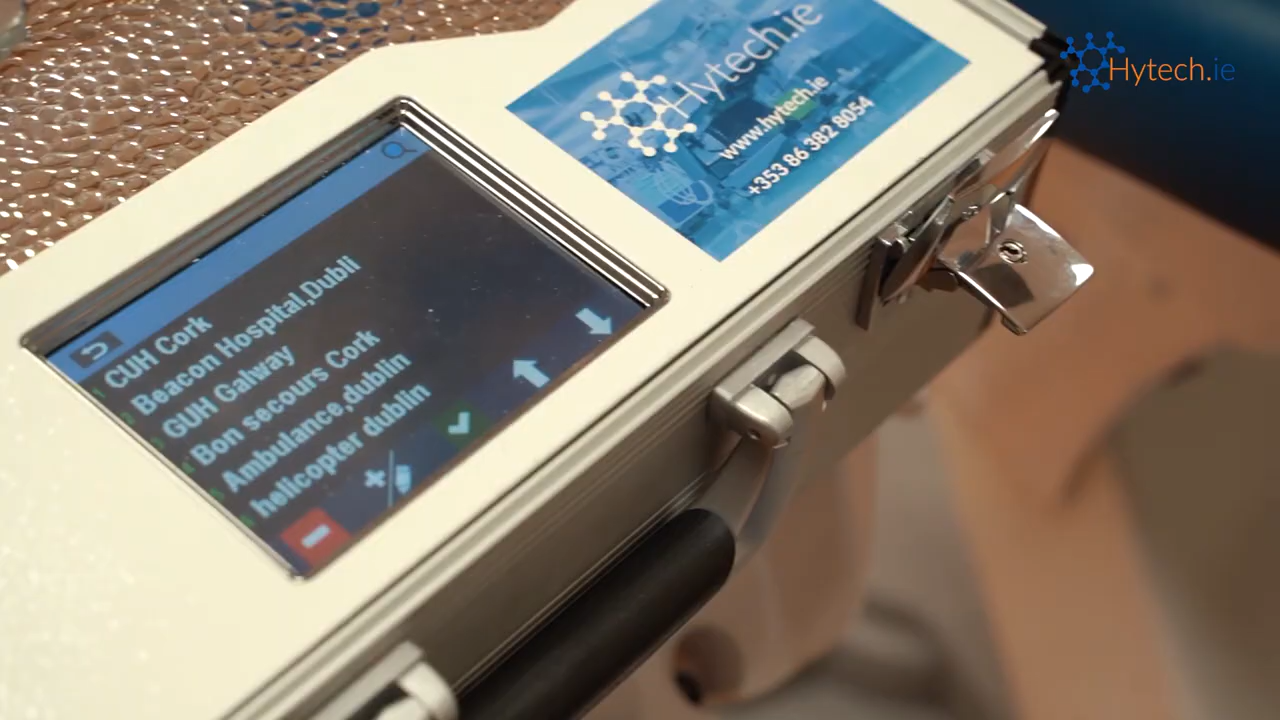 Hytech.ie
Hytech.ie
www.hytech.ie
+353 86 382 8054
CUH Cork
Beacon Hospital,Dubli
GUH Galway
Bon secours Cork
Ambulance,dublin
helicopter dublin